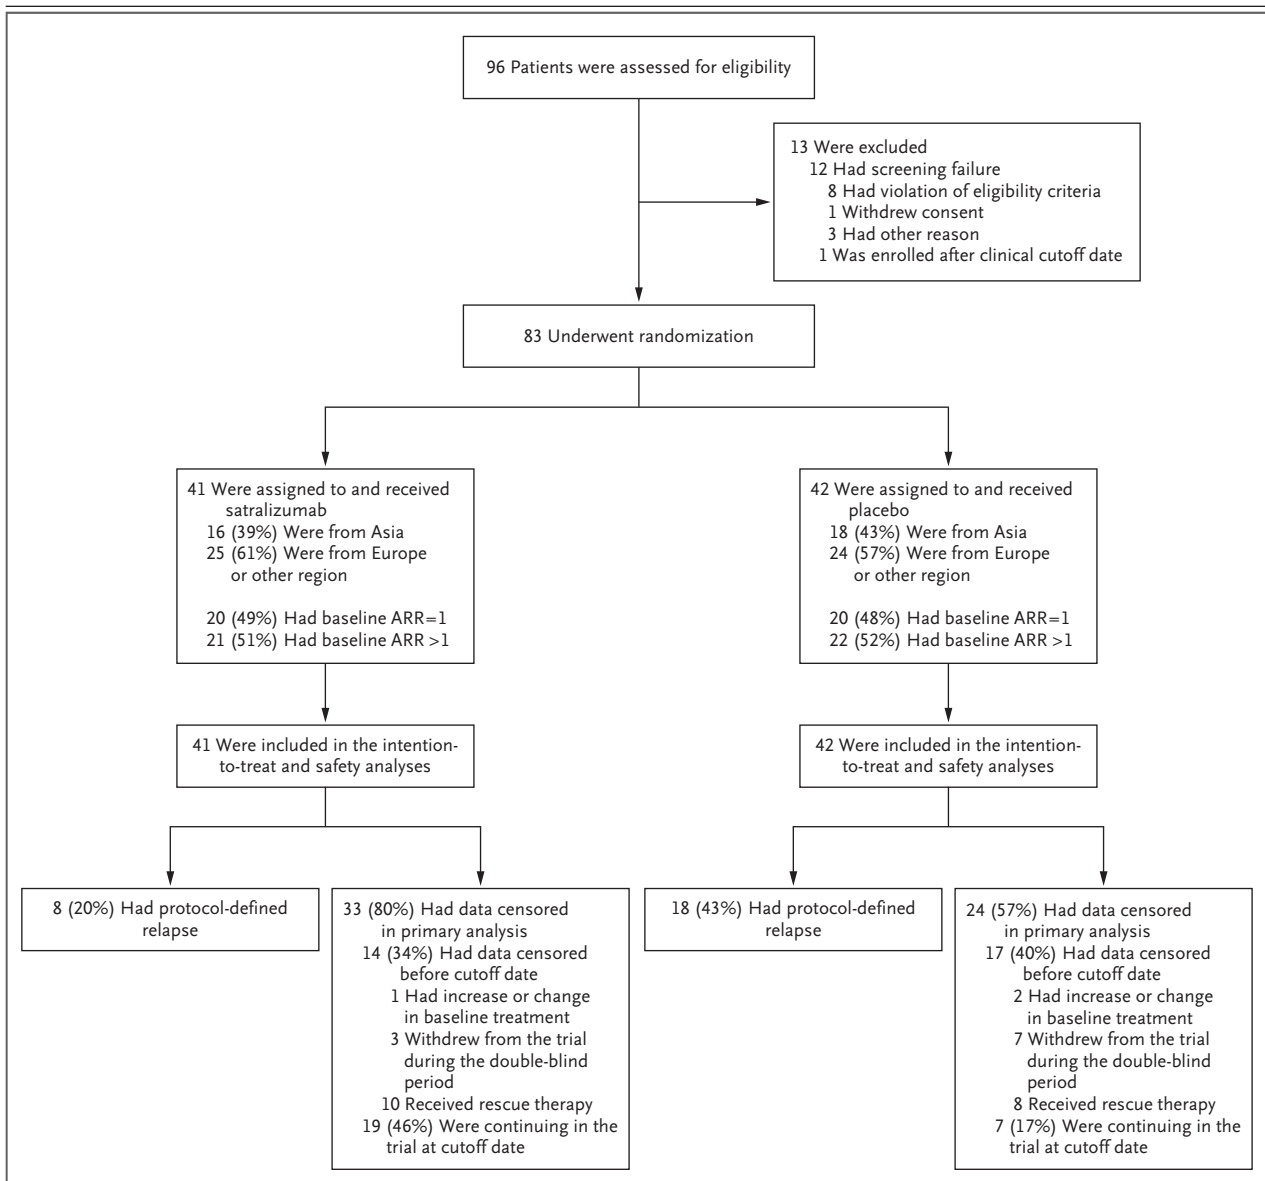 96 Patients were assessed for eligibility
13 Were excluded
12 Had screening failure
8 Had violation of eligibility criteria
1 Withdrew consent
3 Had other reason
1 Was enrolled after clinical cutoff date
83 Underwent randomization
41 Were assigned to and received
satralizumab
16 (39%) Were from Asia
25 (61%) Were from Europe
or other region
20 (49%) Had baseline ARR=1
21 (51%) Had baseline ARR >1
42 Were assigned to and received
placebo
18 (43%) Were from Asia
24 (57%) Were from Europe
or other region
20 (48%) Had baseline ARR=1
22 (52%) Had baseline ARR >1
41 Were included in the intention-
to-treat and safety analyses
42 Were included in the intention-
to-treat and safety analyses
8 (20%) Had protocol-defined
relapse
33 (80%) Had data censored
in primary analysis
14 (34%) Had data censored
before cutoff date
1 Had increase or change
in baseline treatment
3 Withdrew from the trial
during the double-blind
period
10 Received rescue therapy
19 (46%) Were continuing in the
trial at cutoff date
18 (43%) Had protocol-defined
relapse
24 (57%) Had data censored
in primary analysis
17 (40%) Had data censored
before cutoff date
2 Had increase or change
in baseline treatment
7 Withdrew from the trial
during the double-blind
period
8 Received rescue therapy
7 (17%) Were continuing in the
trial at cutoff date